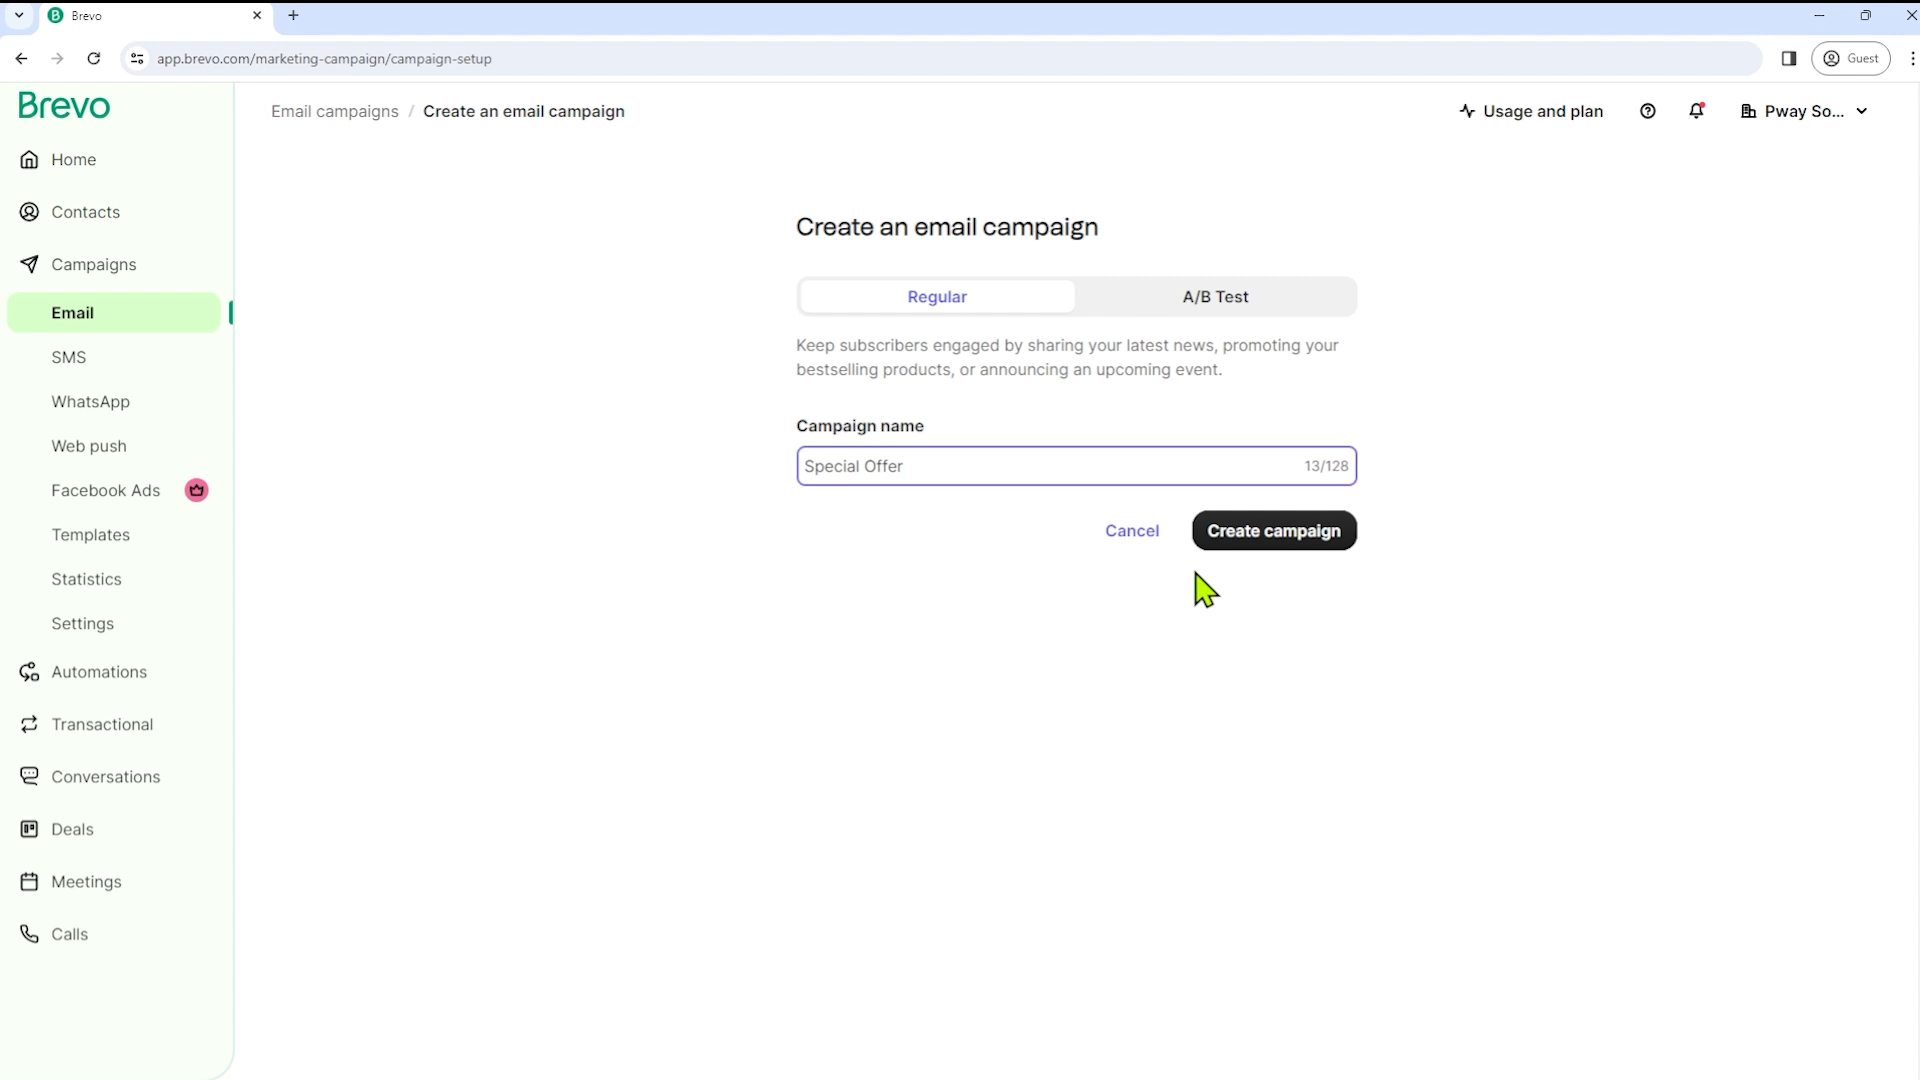 Brevo
app.brevo.com/marketing-campaign/campaign-setup
Guest
Brevo
Email campaigns / Create an email campaign
Usage and plan
Pway So...
Home
Contacts
Campaigns
Email
SMS
WhatsApp
Web push
Facebook Ads
Templates
Statistics
Settings
Automations
Transactional
Conversations
Deals
Meetings
Calls
Create an email campaign
Regular
A/B Test
Keep subscribers engaged by sharing your latest news, promoting your
bestselling products, or announcing an upcoming event.
Campaign name
Special Offer
13/128
Cancel
Create campaign